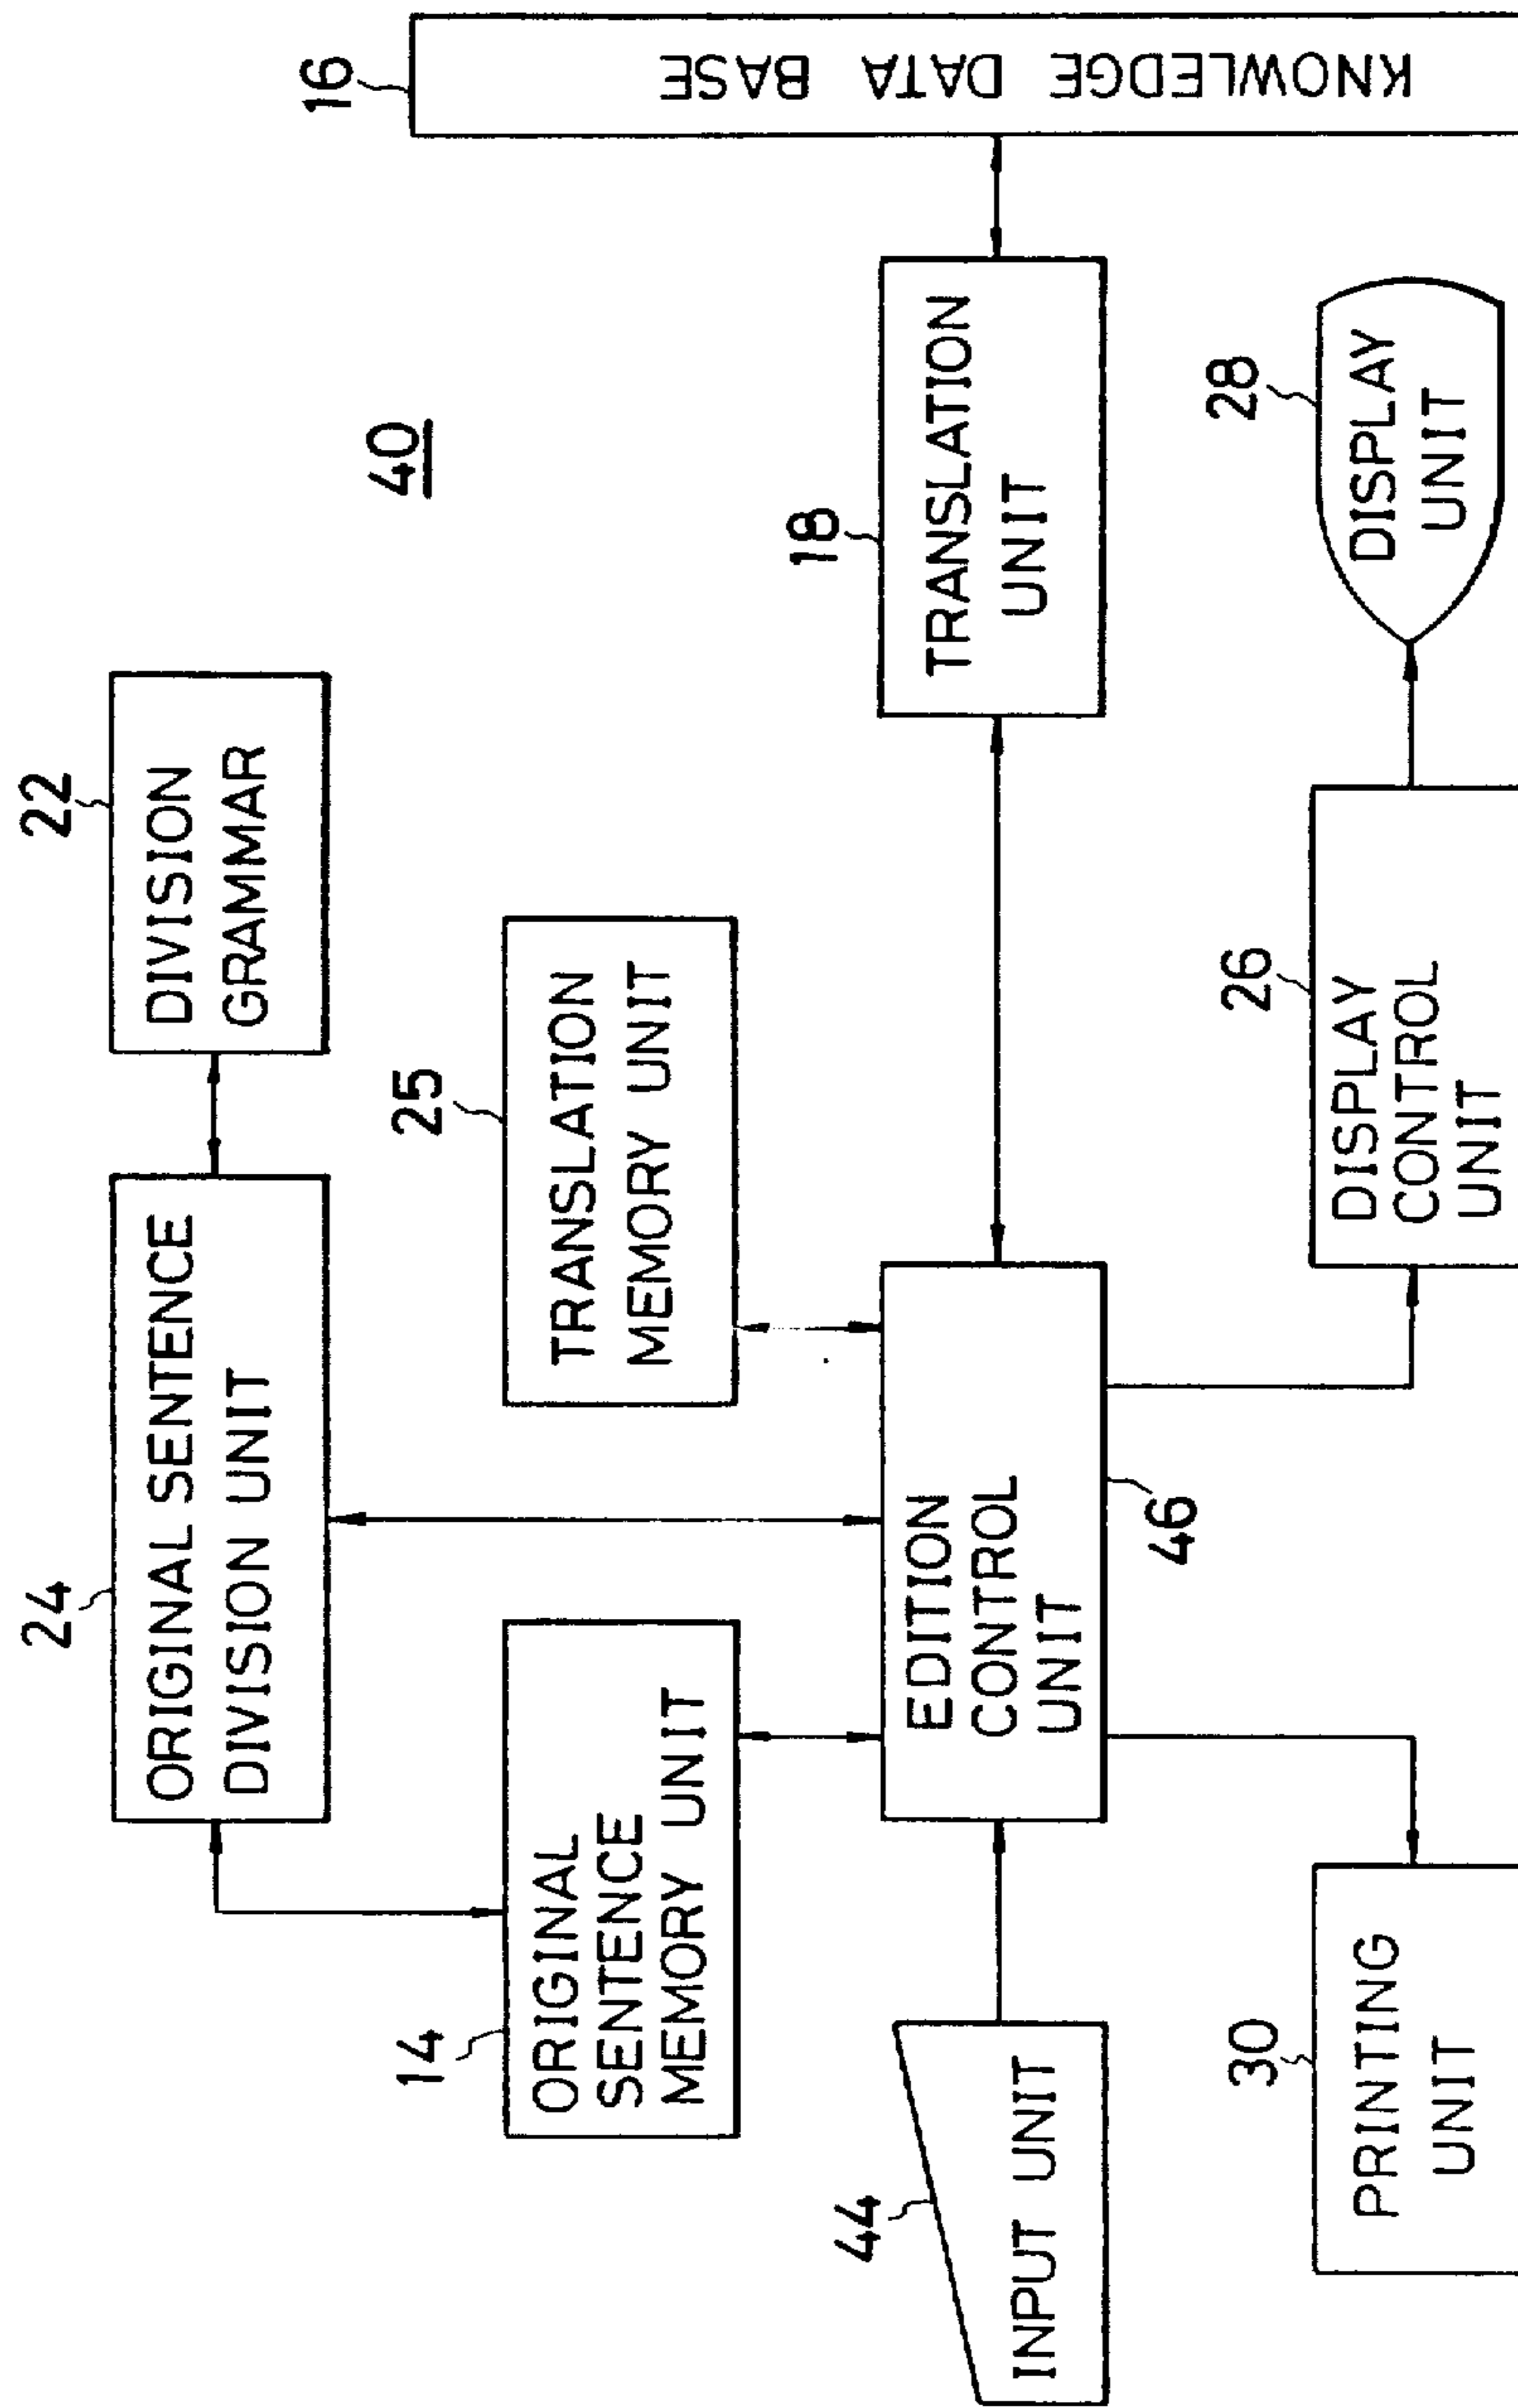 22
24
DIVISION
GRAMMAR
ORIGINAL SENTENCE
DIVISION UNIT
40
16
25
14
TRANSLATION
MEMORY UNIT
ORIGINAL
SENTENCE
MEMORY UNIT
KNOWLEDGE DATA BASE
18
44
TRANSLATION
UNIT
EDITION
CONTROL
UNIT
INPUT UNIT
46
28
26
30
DISPLAY
UNIT
DISPLAY
CONTROL
UNIT
PRINTING
UNIT